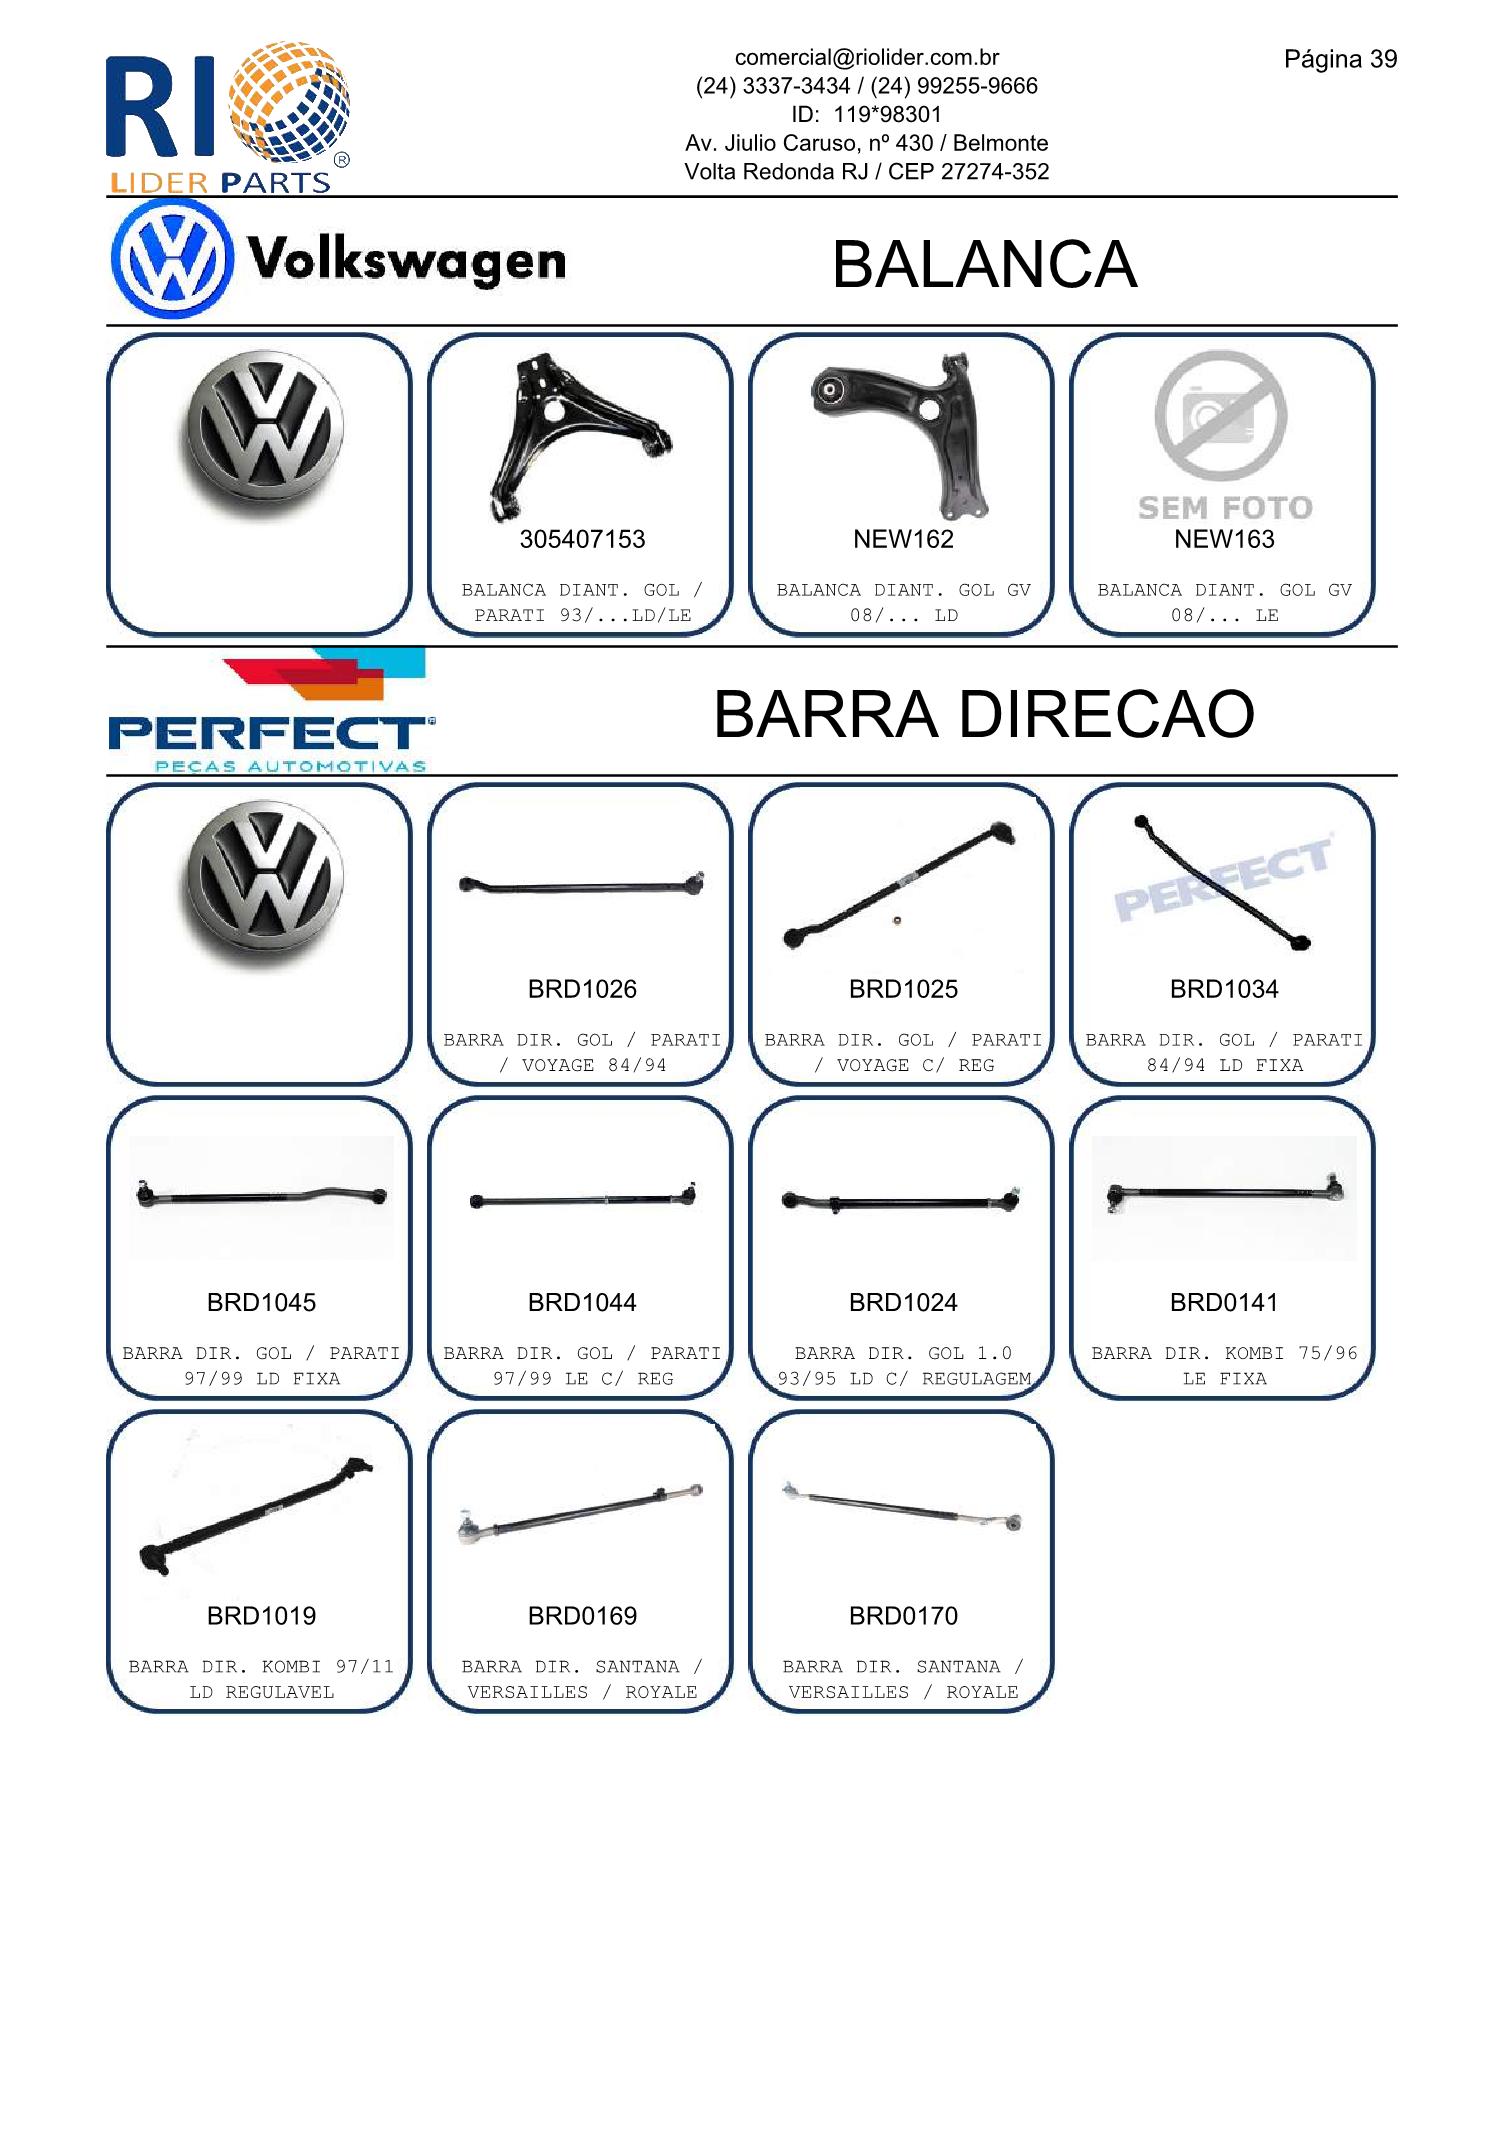 RIO
LIDER PARTS
®
comercial@riolider.com.br
(24) 3337-3434 / (24) 99255-9666
ID:  119*98301
Av. Jiulio Caruso, nº 430 / Belmonte
Volta Redonda RJ / CEP 27274-352
Página 39
Volkswagen
BALANCA
305407153
BALANCA DIANT. GOL /
PARATI 93/...LD/LE
NEW162
BALANCA DIANT. GOL GV
08/... LD
SEM FOTO
NEW163
BALANCA DIANT. GOL GV
08/... LE
PERFECT®
PECAS AUTOMOTIVAS
BARRA DIRECAO
BRD1026
BARRA DIR. GOL / PARATI
/ VOYAGE 84/94
BRD1025
BARRA DIR. GOL / PARATI
/ VOYAGE C/ REG
PERFECT
BRD1034
BARRA DIR. GOL / PARATI
84/94 LD FIXA
BRD1045
BARRA DIR. GOL / PARATI
97/99 LD FIXA
BRD1044
BARRA DIR. GOL / PARATI
97/99 LE C/ REG
BRD1024
BARRA DIR. GOL 1.0
93/95 LD C/ REGULAGEM
BRD0141
BARRA DIR. KOMBI 75/96
LE FIXA
BRD1019
BARRA DIR. KOMBI 97/11
LD REGULAVEL
BRD0169
BARRA DIR. SANTANA /
VERSAILLES / ROYALE
BRD0170
BARRA DIR. SANTANA /
VERSAILLES / ROYALE